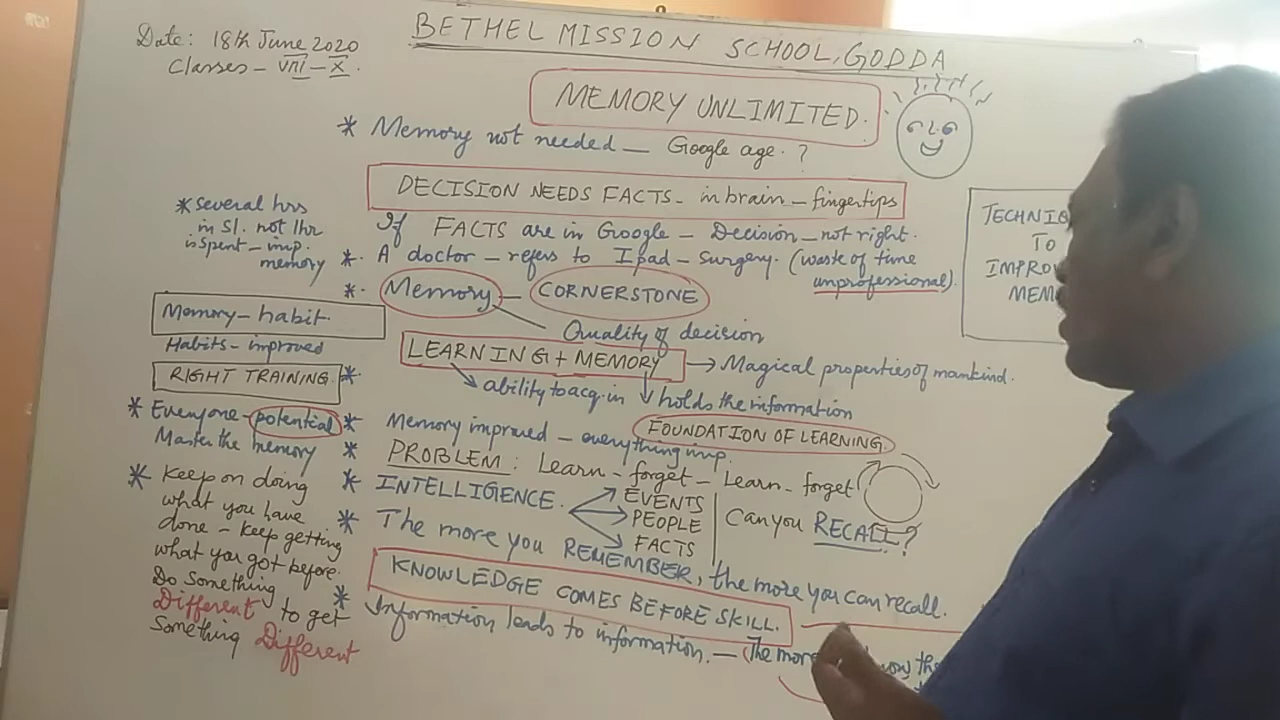 BETHEL MISSION SCHOOL, GODDA
Date: 18th June 2020
Classes - VIII - X.
MEMORY UNLIMITED.
* Memory not needed — Google age. ?
DECISION NEEDS FACTS - in brain - fingertips
If FACTS are in Google - Decision - not right.
*. A doctor - refers to Ipad - surgery. (waste of time
unprofessional).
*. Memory - CORNERSTONE
Quality of decision
LEARNING + MEMORY → Magical properties of mankind.
ability to acq. in
holds the information
FOUNDATION OF LEARNING.
* Memory improved - everything imp.
* PROBLEM: Learn - forget - Learn - forget
* INTELLIGENCE.
EVENTS
PEOPLE
FACTS
Can you RECALL?
* The more you REMEMBER, the more you can recall.
KNOWLEDGE COMES BEFORE SKILL.
* Information leads to information. - (The more
* several hrs
in Sl. not 1hr
is spent - imp.
memory
Memory - habit.
Habits - improved
RIGHT TRAINING. *
* Everyone - potential
Master the memory
* Keep on doing
what you have
done - keep getting
what you got before.
Do Something
Different to get
Something Different
TO